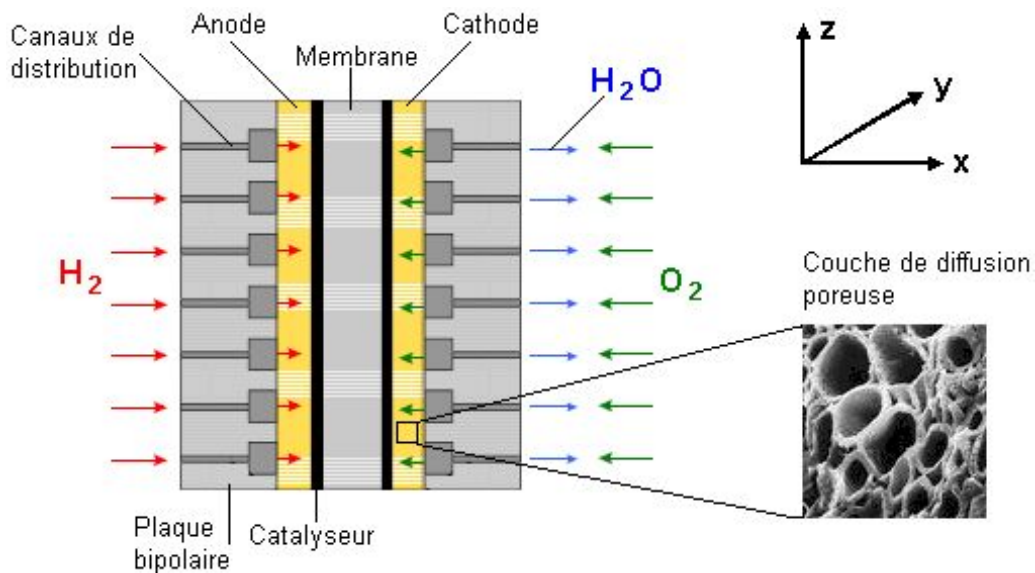 Canaux de
distribution
Anode
Membrane
Cathode
H2O
z
y
x
H2
O2
Couche de diffusion
poreuse
Plaque
bipolaire
Catalyseur